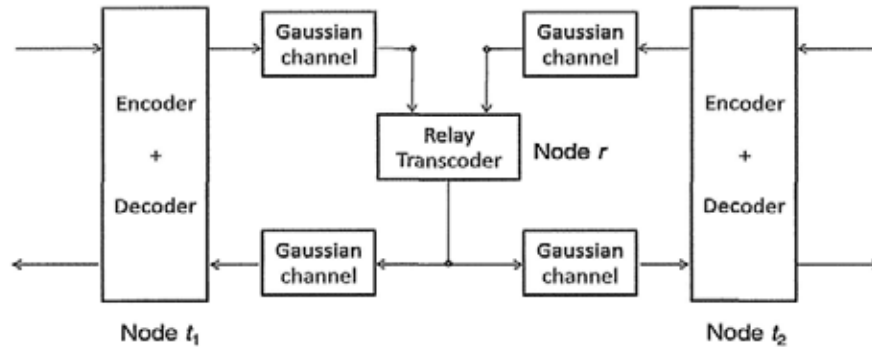 Gaussian
channel
Gaussian
channel
Encoder
+
Decoder
Relay
Transcoder
Node r
Encoder
+
Decoder
Gaussian
channel
Gaussian
channel
Node t₁
Node t₂